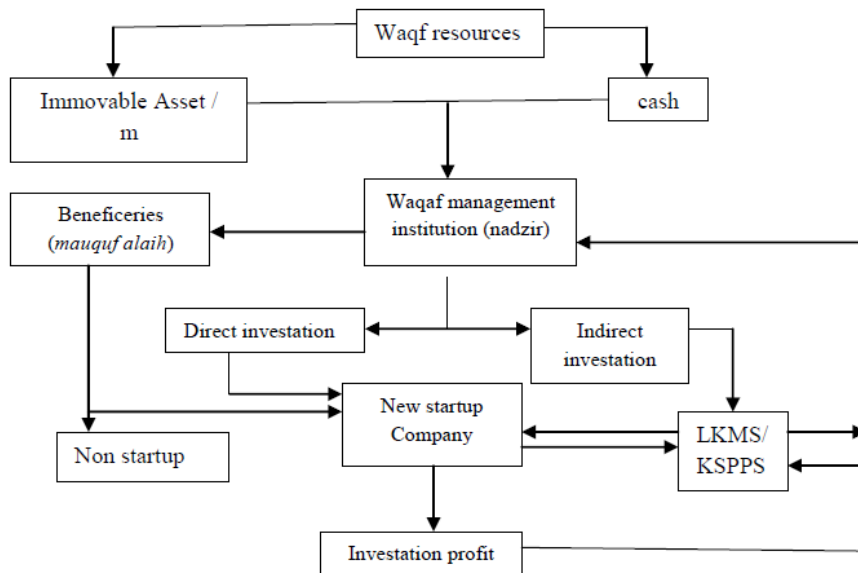 Waqf resources
Immovable Asset /
m
cash
Waqaf management
institution (nadzir)
Beneficeries
(mauquf alaih)
Direct investation
Indirect
investation
New startup
Company
LKMS/
KSPPS
Non startup
Investation profit